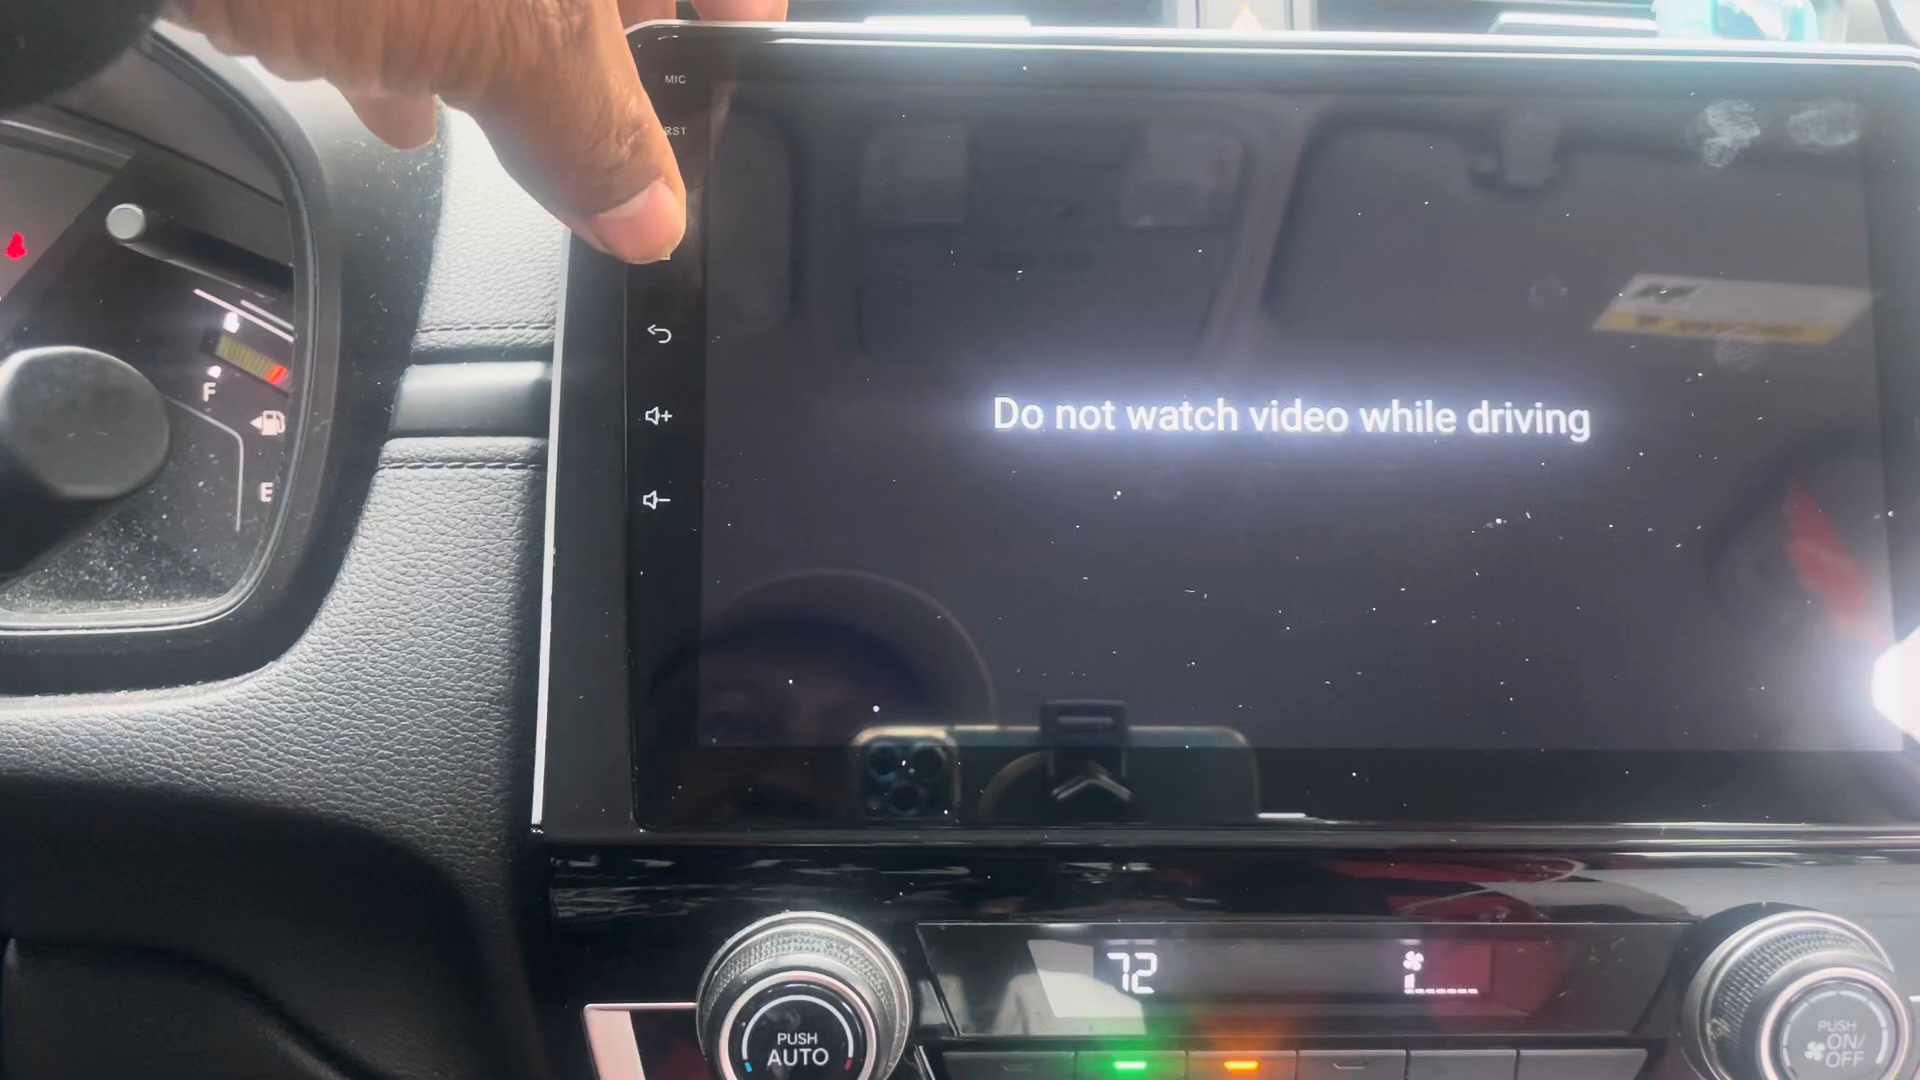 MIC
RST
Do not watch video while driving
F
E
72
PUSH
AUTO
PUSH
ON/
OFF